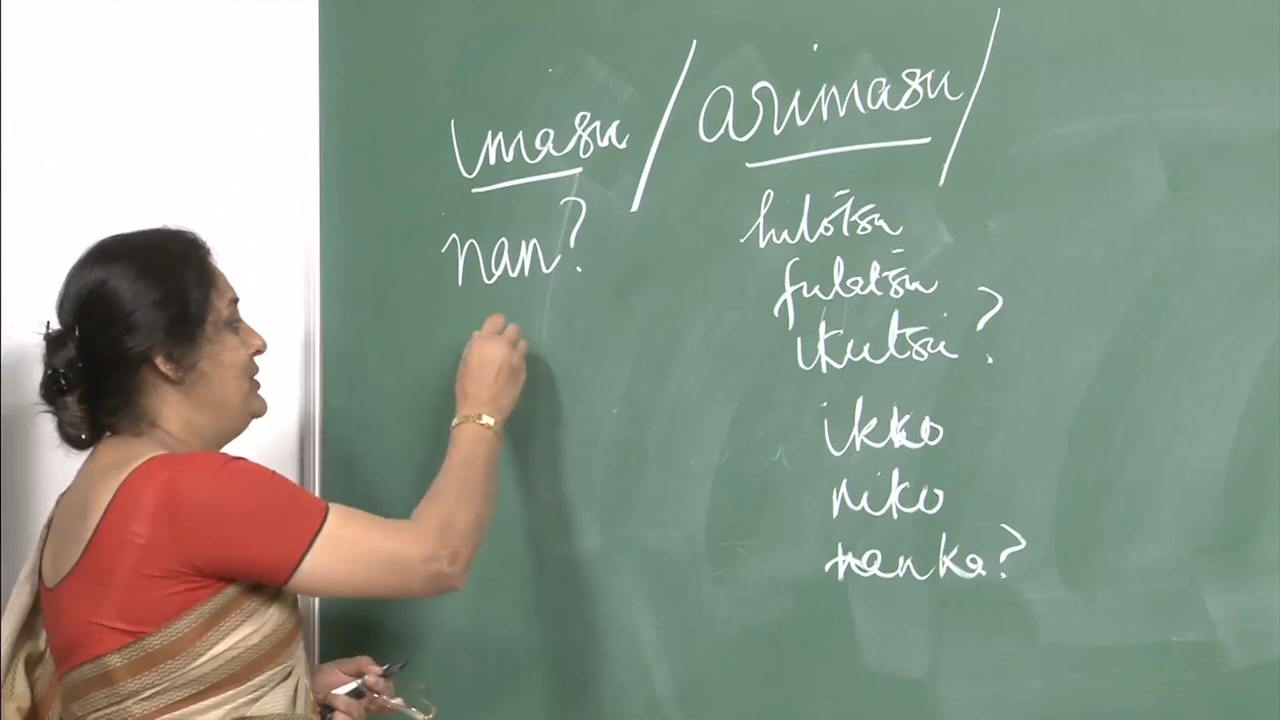 imasu / arimasu /
nan?
hitotsu
futatsu
ikutsu ?
ikko
niko
nanko?